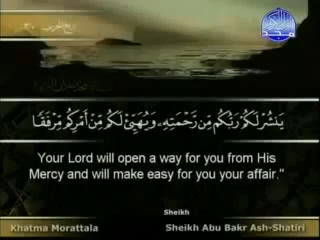 المجد
يَنشُرْ لَكُمْ رَبُّكُم مِّن رَّحْمَتِهِ، وَيُهَيِّئْ لَكُم مِّنْ أَمْرِكُم مِّرْفَقًا
Your Lord will open a way for you from His
Mercy and will make easy for you your affair."
Sheikh
Khatma Morattala
Sheikh Abu Bakr Ash-Shatiri